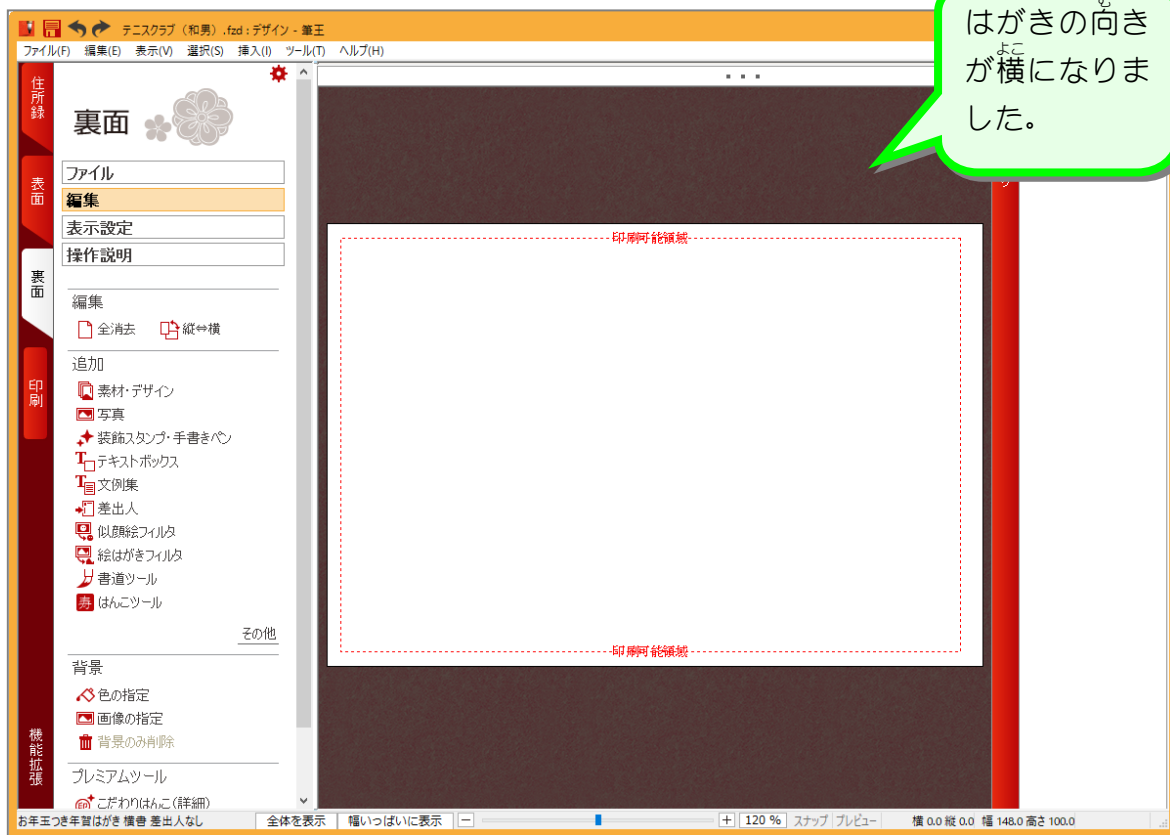 テニスクラブ（和男）.fzd : デザイン - 筆王
ファイル(F) 編集(E) 表示(V) 選択(S) 挿入(I) ツール(T) ヘルプ(H)
はがきの向き
が横になりま
した。
む
よこ
住所録
表面
裏面
印刷
機能拡張
裏面
ファイル
編集
表示設定
操作説明
編集
全消去 縦⇔横
追加
素材・デザイン
写真
装飾スタンプ・手書きペン
テキストボックス
文例集
差出人
似顔絵フィルタ
絵はがきフィルタ
書道ツール
はんこツール
その他
背景
色の指定
画像の指定
背景のみ削除
プレミアムツール
こだわりはんこ(詳細)
印刷可能領域
印刷可能領域
お年玉つき年賀はがき 横書 差出人なし 全体を表示 幅いっぱいに表示 120 % スナップ プレビュー 横 0.0 縦 0.0 幅 148.0 高さ 100.0